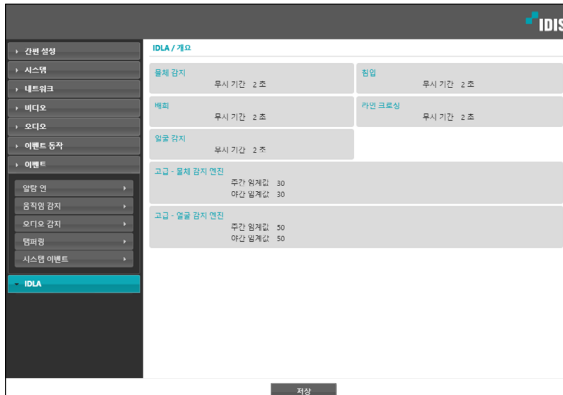 IDIS
간편 설정
시스템
네트워크
비디오
오디오
이벤트 동작
이벤트
알람 인
움직임 감지
오디오 감지
탬퍼링
시스템 이벤트
IDLA
IDLA / 개요
물체 감지
무시 기간 2 초
침입
무시 기간 2 초
배회
무시 기간 2 초
라인 크로싱
무시 기간 2 초
얼굴 감지
무시 기간 2 초
고급 - 물체 감지 엔진
주간 임계값 30
야간 임계값 30
고급 - 얼굴 감지 엔진
주간 임계값 50
야간 임계값 50
저장